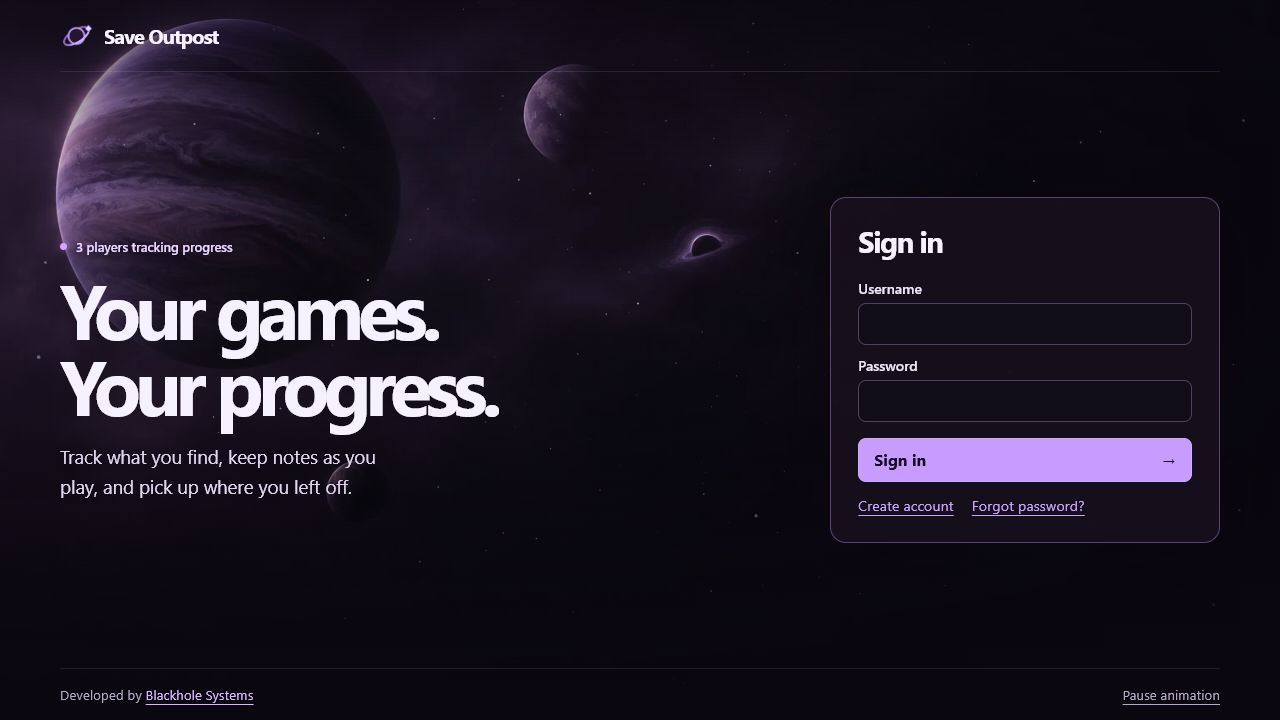 Save Outpost
3 players tracking progress
Your games.
Your progress.
Track what you find, keep notes as you
play, and pick up where you left off.
Sign in
Username
Password
Sign in →
Create account Forgot password?
Developed by Blackhole Systems
Pause animation